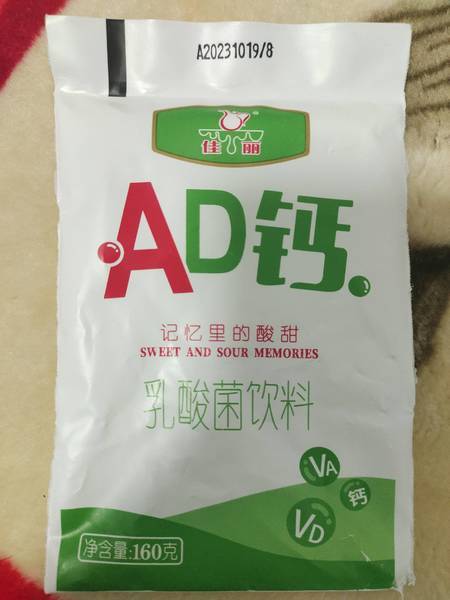 A20231019/8
佳丽
AD钙
记忆里的酸甜
SWEET AND SOUR MEMORIES
乳酸菌饮料
VA
钙
VD
净含量:160克